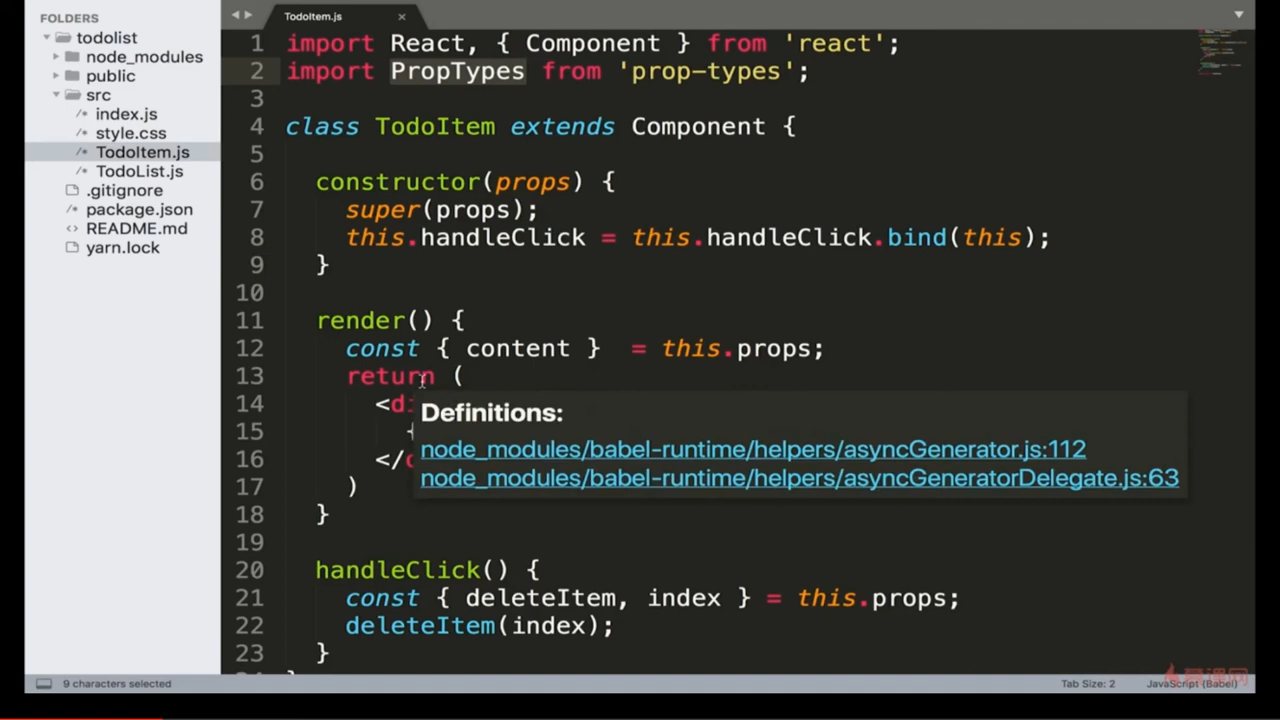 FOLDERS
todolist
node_modules
public
src
index.js
style.css
TodoItem.js
TodoList.js
.gitignore
package.json
README.md
yarn.lock
TodoItem.js
1 import React, { Component } from 'react';
2 import PropTypes from 'prop-types';
3
4 class TodoItem extends Component {
5
6 constructor(props) {
7 super(props);
8 this.handleClick = this.handleClick.bind(this);
9 }
10
11 render() {
12 const { content } = this.props;
13 return (
14 <di
15 {
16 </d
17 )
18 }
19
20 handleClick() {
21 const { deleteItem, index } = this.props;
22 deleteItem(index);
23 }
Definitions:
node_modules/babel-runtime/helpers/asyncGenerator.js:112
node_modules/babel-runtime/helpers/asyncGeneratorDelegate.js:63
9 characters selected
Tab Size: 2
JavaScript (Babel)